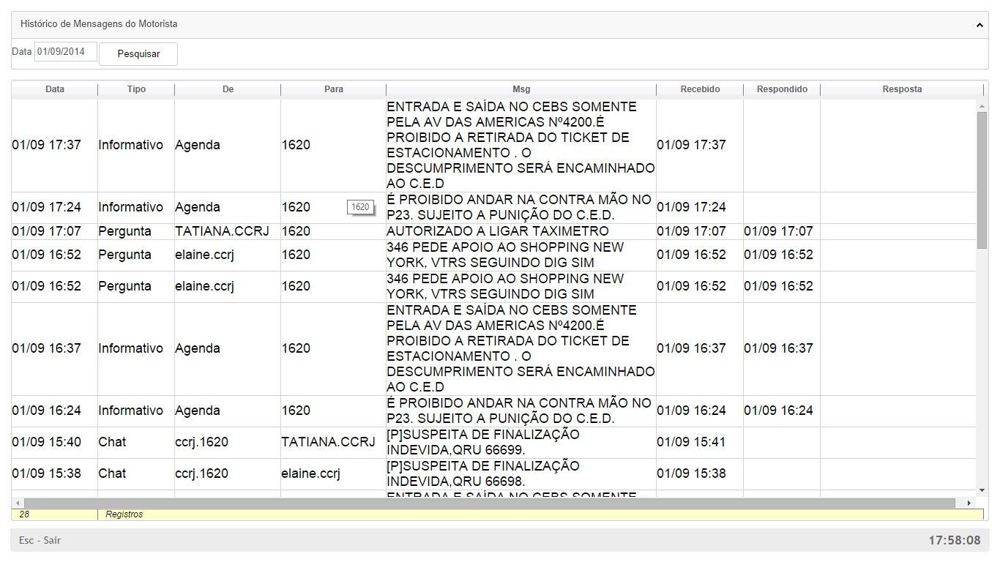 Histórico de Mensagens do Motorista
Data 01/09/2014 Pesquisar
Data Tipo De Para Msg Recebido Respondido Resposta
ENTRADA E SAÍDA NO CEBS SOMENTE
PELA AV DAS AMERICAS Nº4200.É
PROIBIDO A RETIRADA DO TICKET DE
01/09 17:37 Informativo Agenda 1620 01/09 17:37
ESTACIONAMENTO . O
DESCUMPRIMENTO SERÁ ENCAMINHADO
AO C.E.D
É PROIBIDO ANDAR NA CONTRA MÃO NO
01/09 17:24 Informativo Agenda 1620 1620 01/09 17:24
P23. SUJEITO A PUNIÇÃO DO C.E.D.
01/09 17:07 Pergunta TATIANA.CCRJ 1620 AUTORIZADO A LIGAR TAXIMETRO 01/09 17:07 01/09 17:07
346 PEDE APOIO AO SHOPPING NEW
01/09 16:52 Pergunta elaine.ccrj 1620 01/09 16:52 01/09 16:52
YORK, VTRS SEGUINDO DIG SIM
346 PEDE APOIO AO SHOPPING NEW
01/09 16:52 Pergunta elaine.ccrj 1620 01/09 16:52 01/09 16:52
YORK, VTRS SEGUINDO DIG SIM
ENTRADA E SAÍDA NO CEBS SOMENTE
PELA AV DAS AMERICAS Nº4200.É
PROIBIDO A RETIRADA DO TICKET DE
01/09 16:37 Informativo Agenda 1620 01/09 16:37 01/09 16:37
ESTACIONAMENTO . O
DESCUMPRIMENTO SERÁ ENCAMINHADO
AO C.E.D
É PROIBIDO ANDAR NA CONTRA MÃO NO
01/09 16:24 Informativo Agenda 1620 01/09 16:24 01/09 16:24
P23. SUJEITO A PUNIÇÃO DO C.E.D.
[P]SUSPEITA DE FINALIZAÇÃO
01/09 15:40 Chat ccrj.1620 TATIANA.CCRJ 01/09 15:41
INDEVIDA,QRU 66699.
[P]SUSPEITA DE FINALIZAÇÃO
01/09 15:38 Chat ccrj.1620 elaine.ccrj 01/09 15:38
INDEVIDA,QRU 66698.
ENTRADA E SAÍDA NO CEBS SOMENTE
28 Registros
Esc - Sair 17:58:08